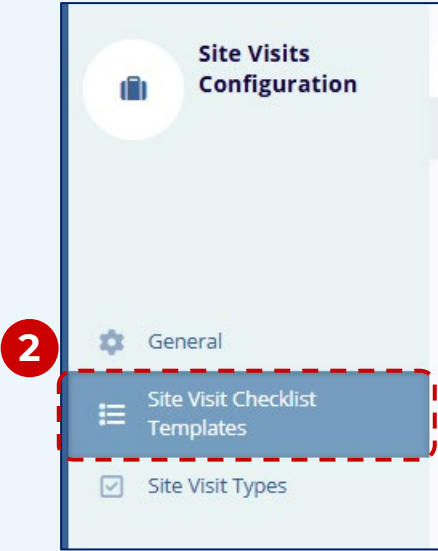 Site Visits
Configuration
2
General
Site Visit Checklist
Templates
Site Visit Types